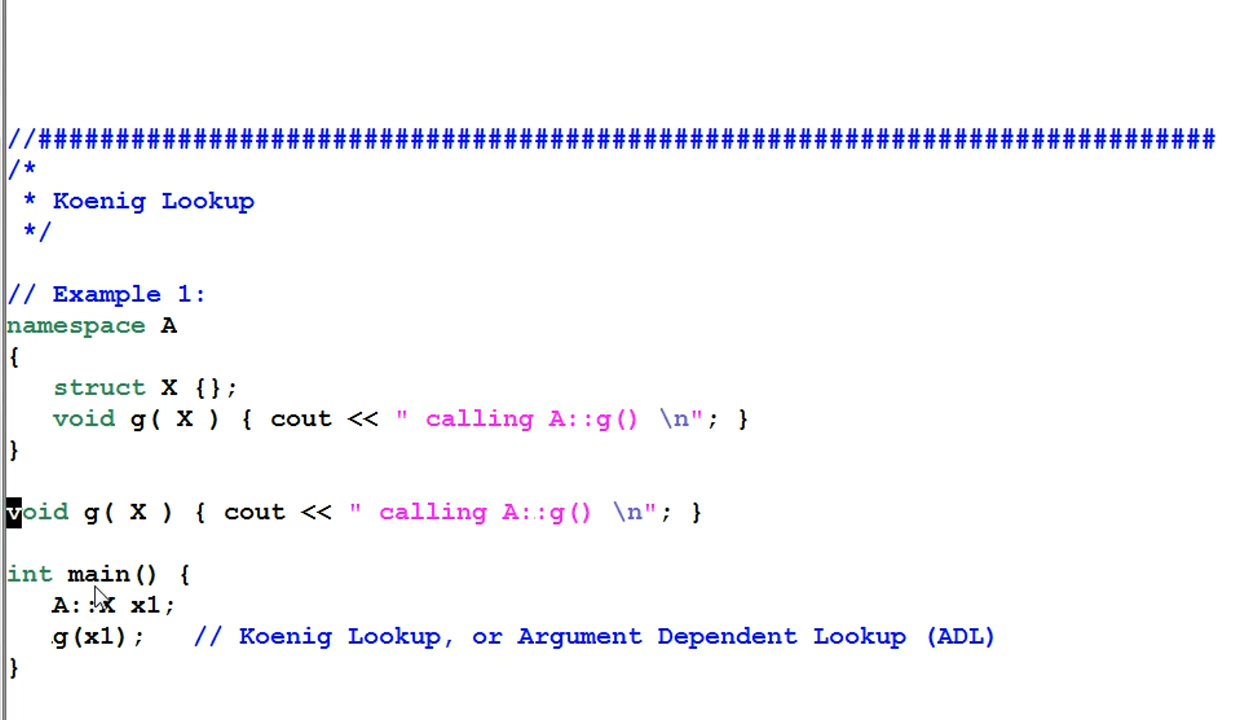 //############################################################################
/*
 * Koenig Lookup
 */
// Example 1:
namespace A
{
   struct X {};
   void g( X ) { cout << " calling A::g() \n"; }
}
void g( X ) { cout << " calling A::g() \n"; }
int main() {
   A::X x1;
   g(x1);   // Koenig Lookup, or Argument Dependent Lookup (ADL)
}